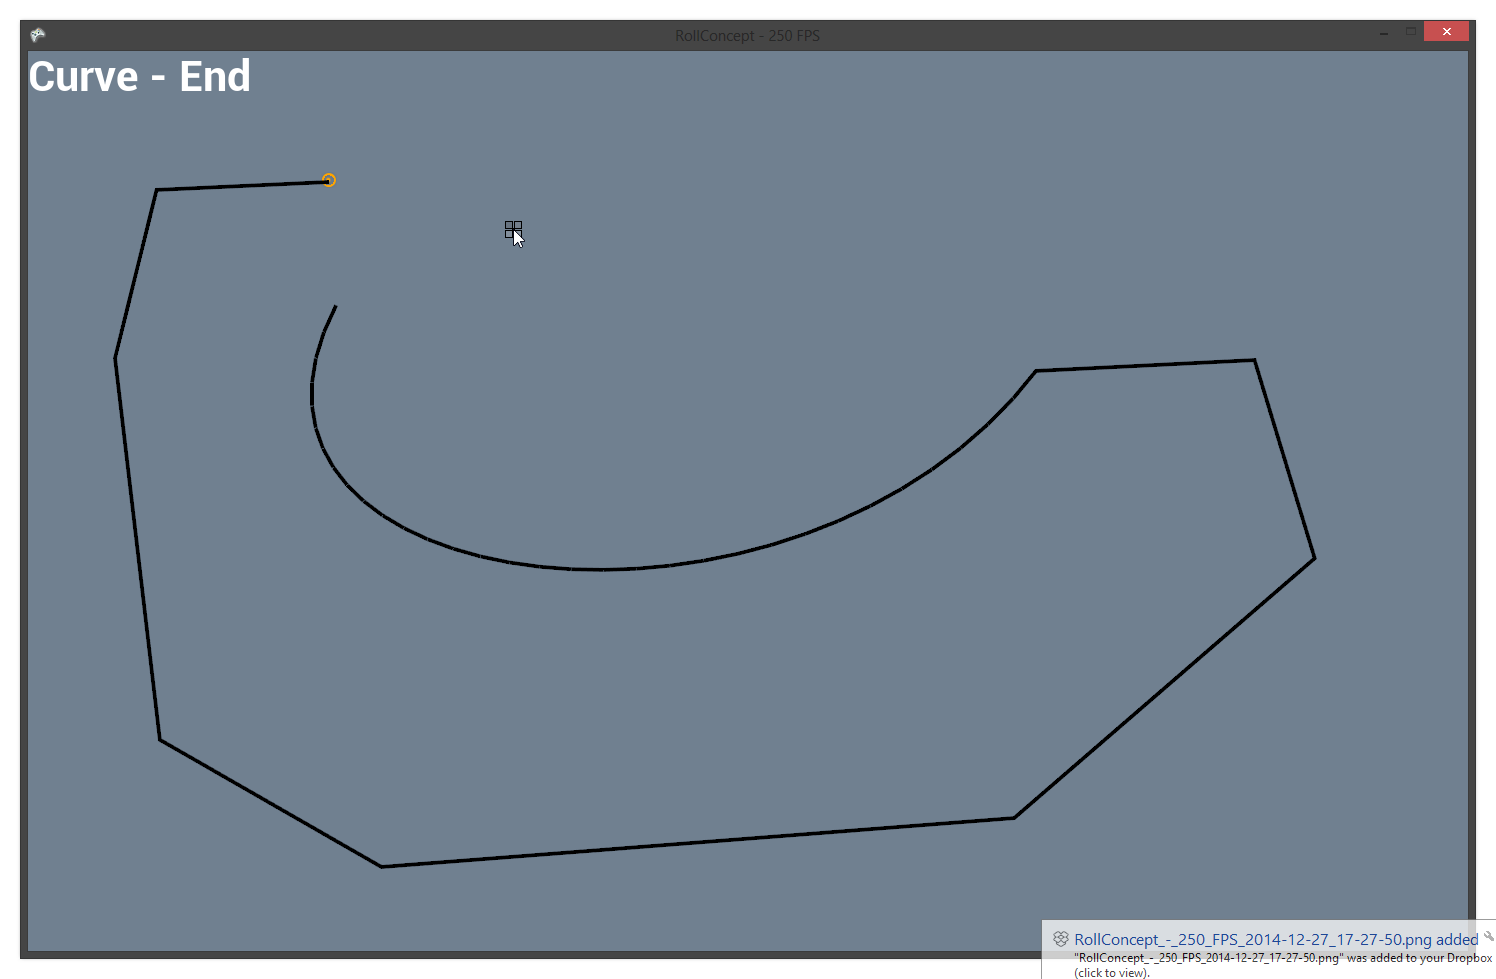 RollConcept - 250 FPS
Curve - End
RollConcept_-_250_FPS_2014-12-27_17-27-50.png added
"RollConcept_-_250_FPS_2014-12-27_17-27-50.png" was added to your Dropbox
(click to view).